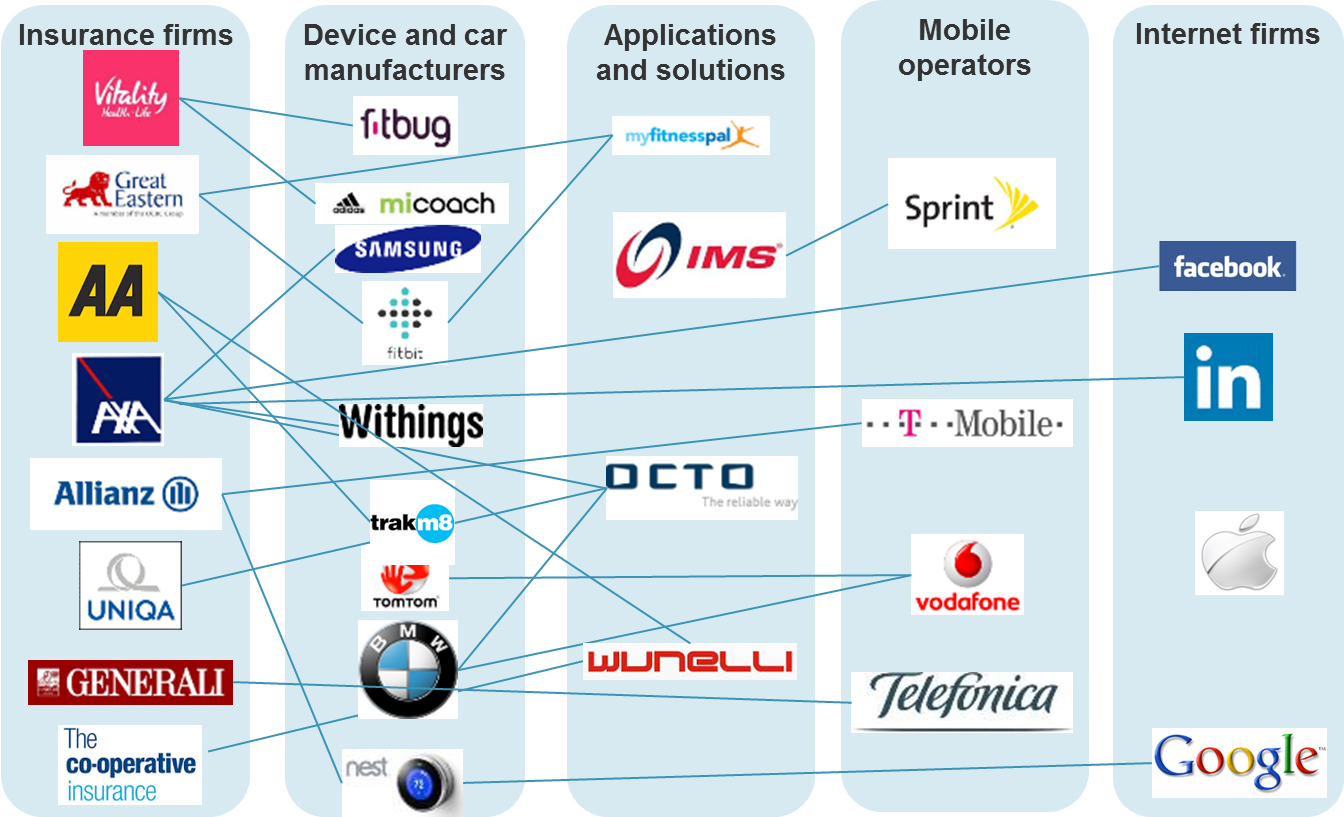 Insurance firms
Vitality
Health • Life
Great
Eastern
AA
AXA
Allianz
UNIQA
GENERALI
The
co-operative
insurance
Device and car
manufacturers
fitbug
adidas micoach
SAMSUNG
fitbit
Withings
trakm8
TOMTOM
BMW
nest
Applications
and solutions
myfitnesspal
IMS®
OCTO
The reliable way
WUNELLI
Mobile
operators
Sprint
T··Mobile·
vodafone
Telefónica
Internet firms
facebook
in
Google™